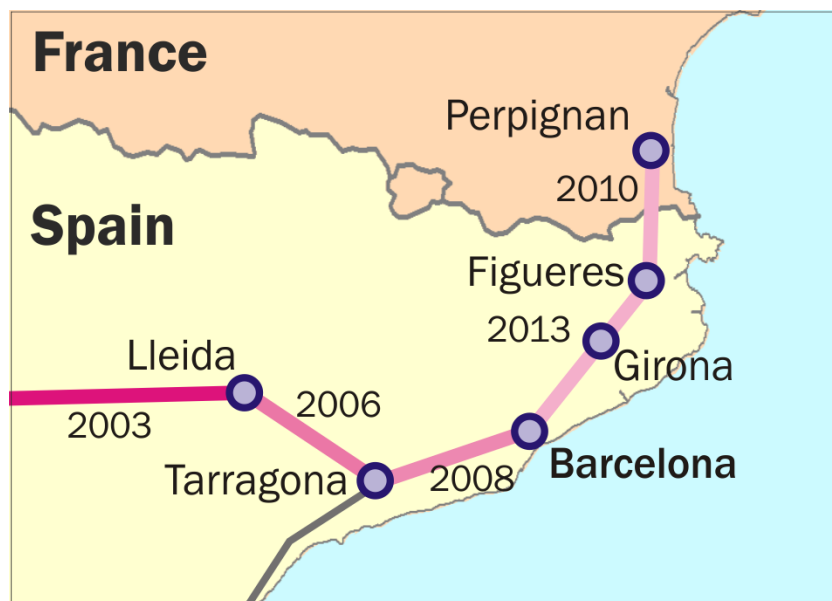 France
Perpignan
2010
Spain
Figueres
2013
Lleida
Girona
2006
2003
Barcelona
Tarragona
2008